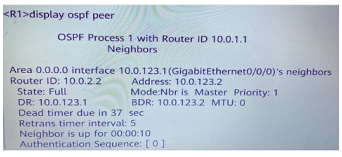 <R1>display ospf peer
OSPF Process 1 with Router ID 10.0.1.1
Neighbors
Area 0.0.0.0 interface 10.0.123.1(GigabitEthernet0/0/0)'s neighbors
Router ID: 10.0.2.2 Address: 10.0.123.2
State: Full Mode:Nbr is Master Priority: 1
DR: 10.0.123.1 BDR: 10.0.123.2 MTU: 0
Dead timer due in 37 sec
Retrans timer interval: 5
Neighbor is up for 00:00:10
Authentication Sequence: [ 0 ]